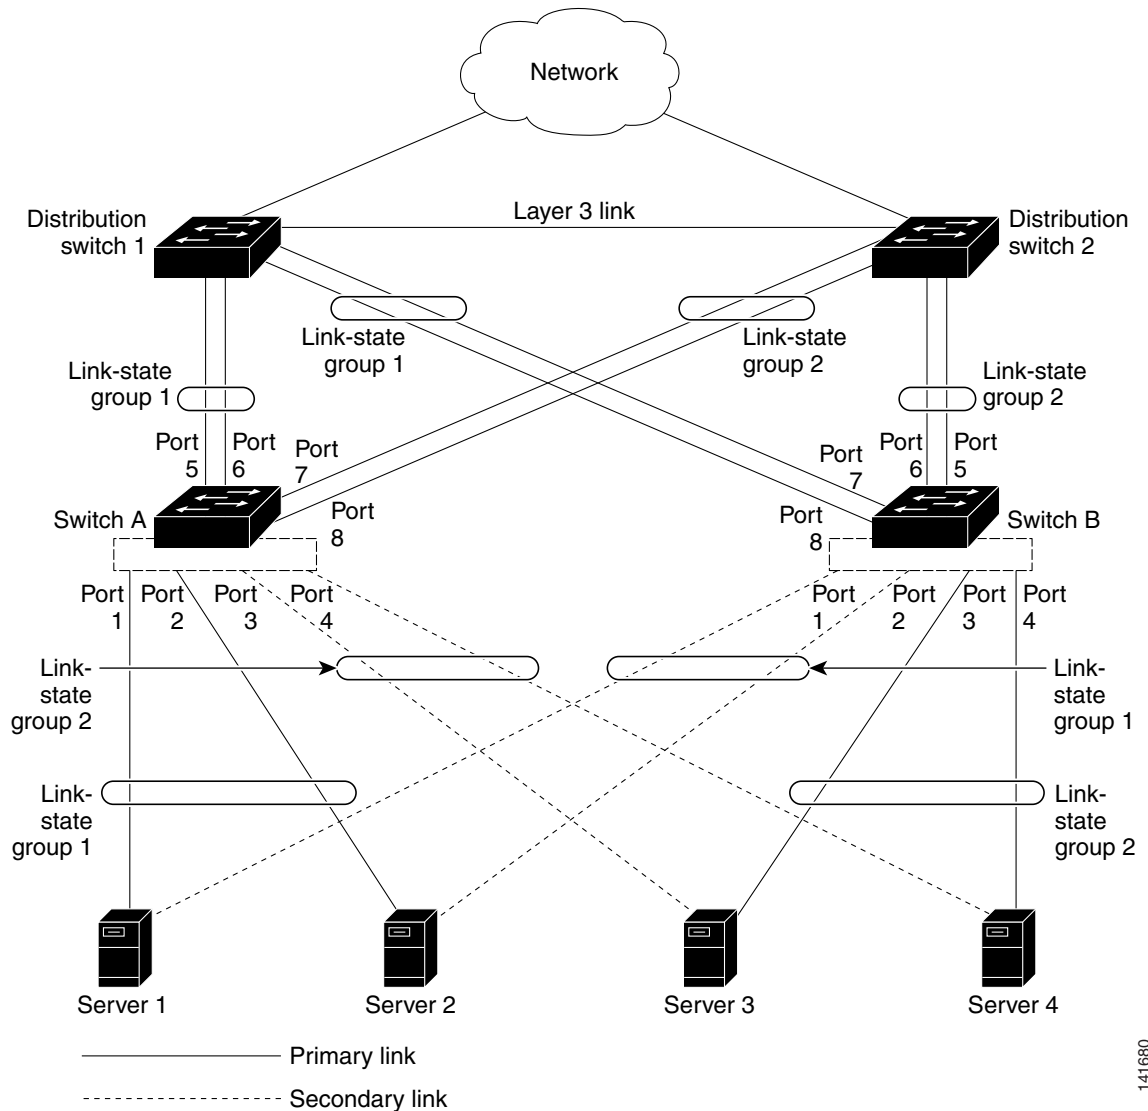 Network
Layer 3 link
Distribution
switch 1
Distribution
switch 2
Link-state
group 1
Link-state
group 2
Link-state
group 1
Link-state
group 2
Port
5
Port
6
Port
7
Port
8
Port
7
Port
6
Port
5
Port
8
Switch A
Switch B
Port
1
Port
2
Port
3
Port
4
Port
1
Port
2
Port
3
Port
4
Link-
state
group 2
Link-
state
group 1
Link-
state
group 1
Link-
state
group 2
Server 1
Server 2
Server 3
Server 4
Primary link
Secondary link
141680